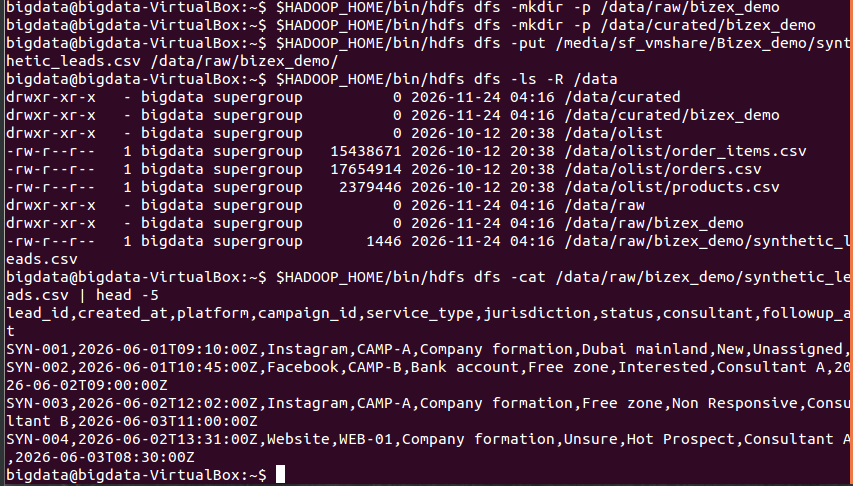 bigdata@bigdata-VirtualBox:~$ $HADOOP_HOME/bin/hdfs dfs -mkdir -p /data/raw/bizex_demo
bigdata@bigdata-VirtualBox:~$ $HADOOP_HOME/bin/hdfs dfs -mkdir -p /data/curated/bizex_demo
bigdata@bigdata-VirtualBox:~$ $HADOOP_HOME/bin/hdfs dfs -put /media/sf_vmshare/Bizex_demo/synt
hetic_leads.csv /data/raw/bizex_demo/
bigdata@bigdata-VirtualBox:~$ $HADOOP_HOME/bin/hdfs dfs -ls -R /data
drwxr-xr-x   - bigdata supergroup          0 2026-11-24 04:16 /data/curated
drwxr-xr-x   - bigdata supergroup          0 2026-11-24 04:16 /data/curated/bizex_demo
drwxr-xr-x   - bigdata supergroup          0 2026-10-12 20:38 /data/olist
-rw-r--r--   1 bigdata supergroup   15438671 2026-10-12 20:38 /data/olist/order_items.csv
-rw-r--r--   1 bigdata supergroup   17654914 2026-10-12 20:38 /data/olist/orders.csv
-rw-r--r--   1 bigdata supergroup    2379446 2026-10-12 20:38 /data/olist/products.csv
drwxr-xr-x   - bigdata supergroup          0 2026-11-24 04:16 /data/raw
drwxr-xr-x   - bigdata supergroup          0 2026-11-24 04:16 /data/raw/bizex_demo
-rw-r--r--   1 bigdata supergroup       1446 2026-11-24 04:16 /data/raw/bizex_demo/synthetic_l
eads.csv
bigdata@bigdata-VirtualBox:~$ $HADOOP_HOME/bin/hdfs dfs -cat /data/raw/bizex_demo/synthetic_le
ads.csv | head -5
lead_id,created_at,platform,campaign_id,service_type,jurisdiction,status,consultant,followup_a
t
SYN-001,2026-06-01T09:10:00Z,Instagram,CAMP-A,Company formation,Dubai mainland,New,Unassigned,
SYN-002,2026-06-01T10:45:00Z,Facebook,CAMP-B,Bank account,Free zone,Interested,Consultant A,20
26-06-02T09:00:00Z
SYN-003,2026-06-02T12:02:00Z,Instagram,CAMP-A,Company formation,Free zone,Non Responsive,Consu
ltant B,2026-06-03T11:00:00Z
SYN-004,2026-06-02T13:31:00Z,Website,WEB-01,Company formation,Unsure,Hot Prospect,Consultant A
,2026-06-03T08:30:00Z
bigdata@bigdata-VirtualBox:~$